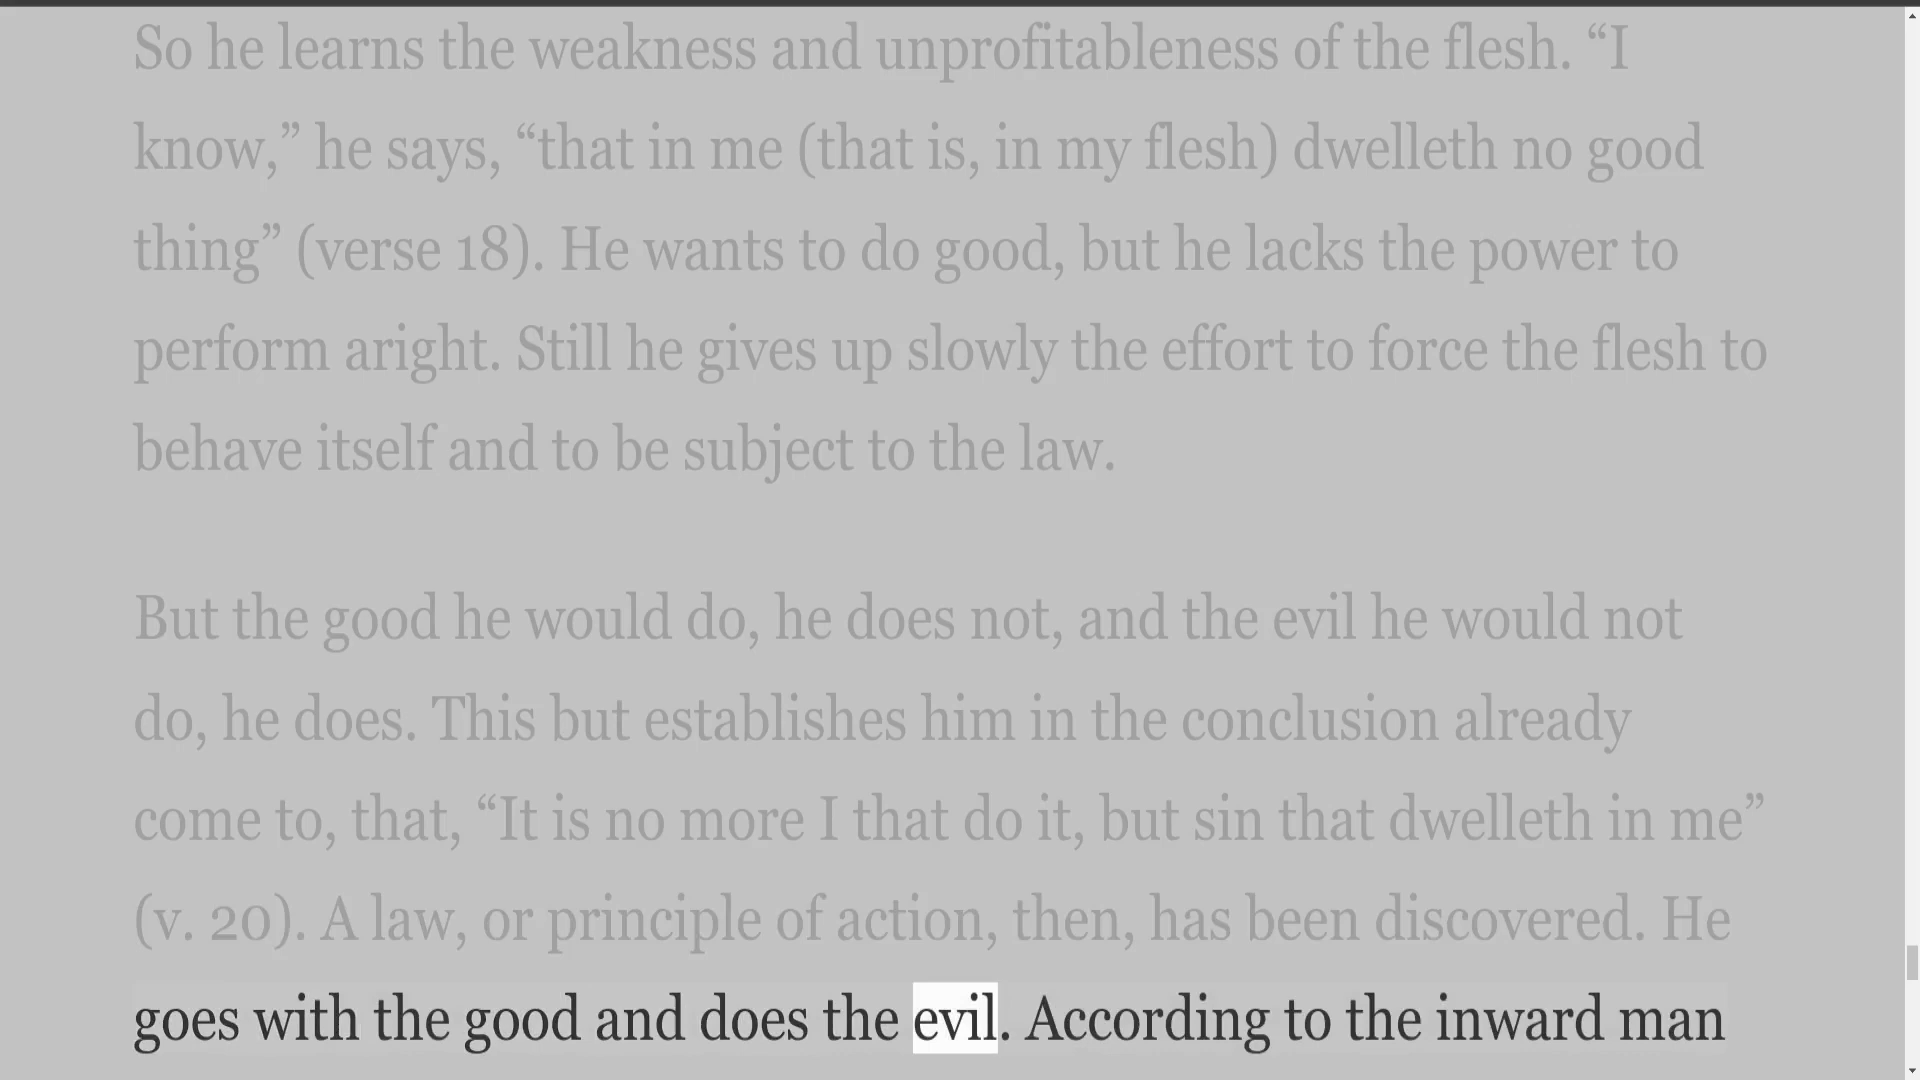 So he learns the weakness and unprofitableness of the flesh. “I
know,” he says, “that in me (that is, in my flesh) dwelleth no good
thing” (verse 18). He wants to do good, but he lacks the power to
perform aright. Still he gives up slowly the effort to force the flesh to
behave itself and to be subject to the law.
But the good he would do, he does not, and the evil he would not
do, he does. This but establishes him in the conclusion already
come to, that, “It is no more I that do it, but sin that dwelleth in me”
(v. 20). A law, or principle of action, then, has been discovered. He
goes with the good and does the evil. According to the inward man